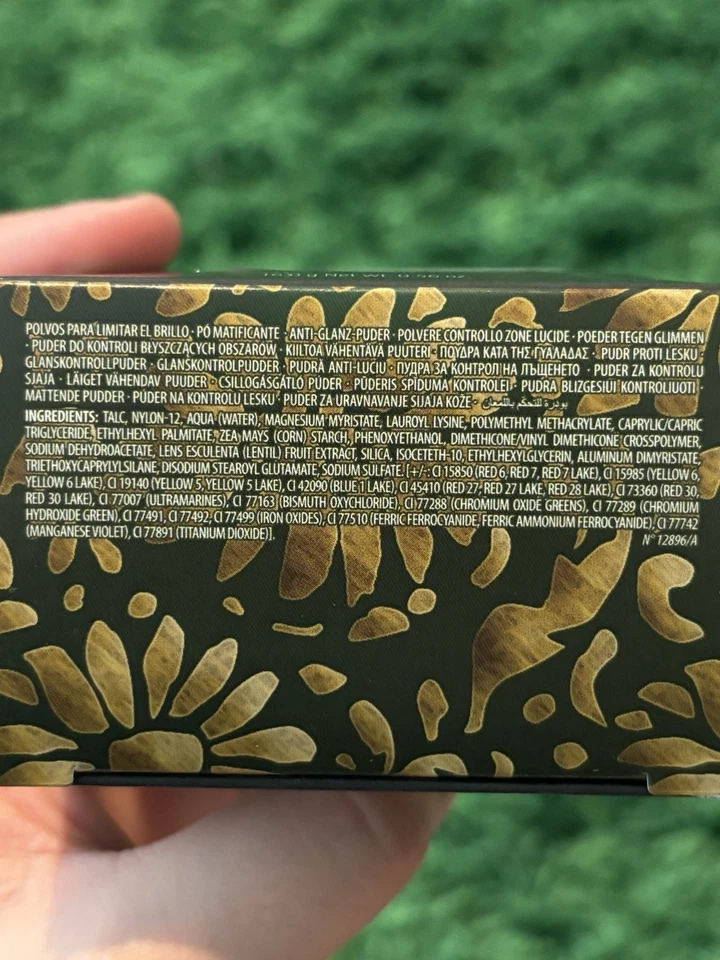 POLVOS PARA LIMITAR EL BRILLO · PÓ MATIFICANTE · ANTI-GLANZ-PUDER · POLVERE CONTROLLO ZONE LUCIDE · POEDER TEGEN GLIMMEN
· PUDER DO KONTROLI BŁYSZCZĄCYCH OBSZARÓW · KIILTOA VÄHENTÄVÄ PUUTERI · ΠΟΥΔΡΑ ΚΑΤΑ ΤΗΣ ΓΥΑΛΑΔΑΣ · PUDR PROTI LESKU ·
GLANSKONTROLLPUDER · GLANSKONTROLPUDDER · PUDRĂ ANTI-LUCIU · ПУДРА ЗА КОНТРОЛ НА ЛЪЩЕНЕТО · PUDER ZA KONTROLU
SJAJA · LÄIGET VÄHENDAV PUUDER · CSILLOGÁSGÁTLÓ PÚDER · PŪDERIS SPĪDUMA KONTROLEI · PUDRA BLIZGESIUI KONTROLIUOTI ·
MATTENDE PUDDER · PÚDER NA KONTROLU LESKU · PUDER ZA URAVNAVANJE SIJAJA KOŽE · بودرة للتحكّم باللمعان
INGREDIENTS: TALC, NYLON-12, AQUA (WATER), MAGNESIUM MYRISTATE, LAUROYL LYSINE, POLYMETHYL METHACRYLATE, CAPRYLIC/CAPRIC
TRIGLYCERIDE, ETHYLHEXYL PALMITATE, ZEA MAYS (CORN) STARCH, PHENOXYETHANOL, DIMETHICONE/VINYL DIMETHICONE CROSSPOLYMER,
SODIUM DEHYDROACETATE, LENS ESCULENTA (LENTIL) FRUIT EXTRACT, SILICA, ISOCETETH-10, ETHYLHEXYLGLYCERIN, ALUMINUM DIMYRISTATE,
TRIETHOXYCAPRYLYLSILANE, DISODIUM STEAROYL GLUTAMATE, SODIUM SULFATE. [+/-: CI 15850 (RED 6, RED 7, RED 7 LAKE), CI 15985 (YELLOW 6,
YELLOW 6 LAKE), CI 19140 (YELLOW 5, YELLOW 5 LAKE), CI 42090 (BLUE 1 LAKE), CI 45410 (RED 27, RED 27 LAKE, RED 28 LAKE), CI 73360 (RED 30,
RED 30 LAKE), CI 77007 (ULTRAMARINES), CI 77163 (BISMUTH OXYCHLORIDE), CI 77288 (CHROMIUM OXIDE GREENS), CI 77289 (CHROMIUM
HYDROXIDE GREEN), CI 77491, CI 77492, CI 77499 (IRON OXIDES), CI 77510 (FERRIC FERROCYANIDE, FERRIC AMMONIUM FERROCYANIDE), CI 77742
(MANGANESE VIOLET), CI 77891 (TITANIUM DIOXIDE)].
N° 12896/A